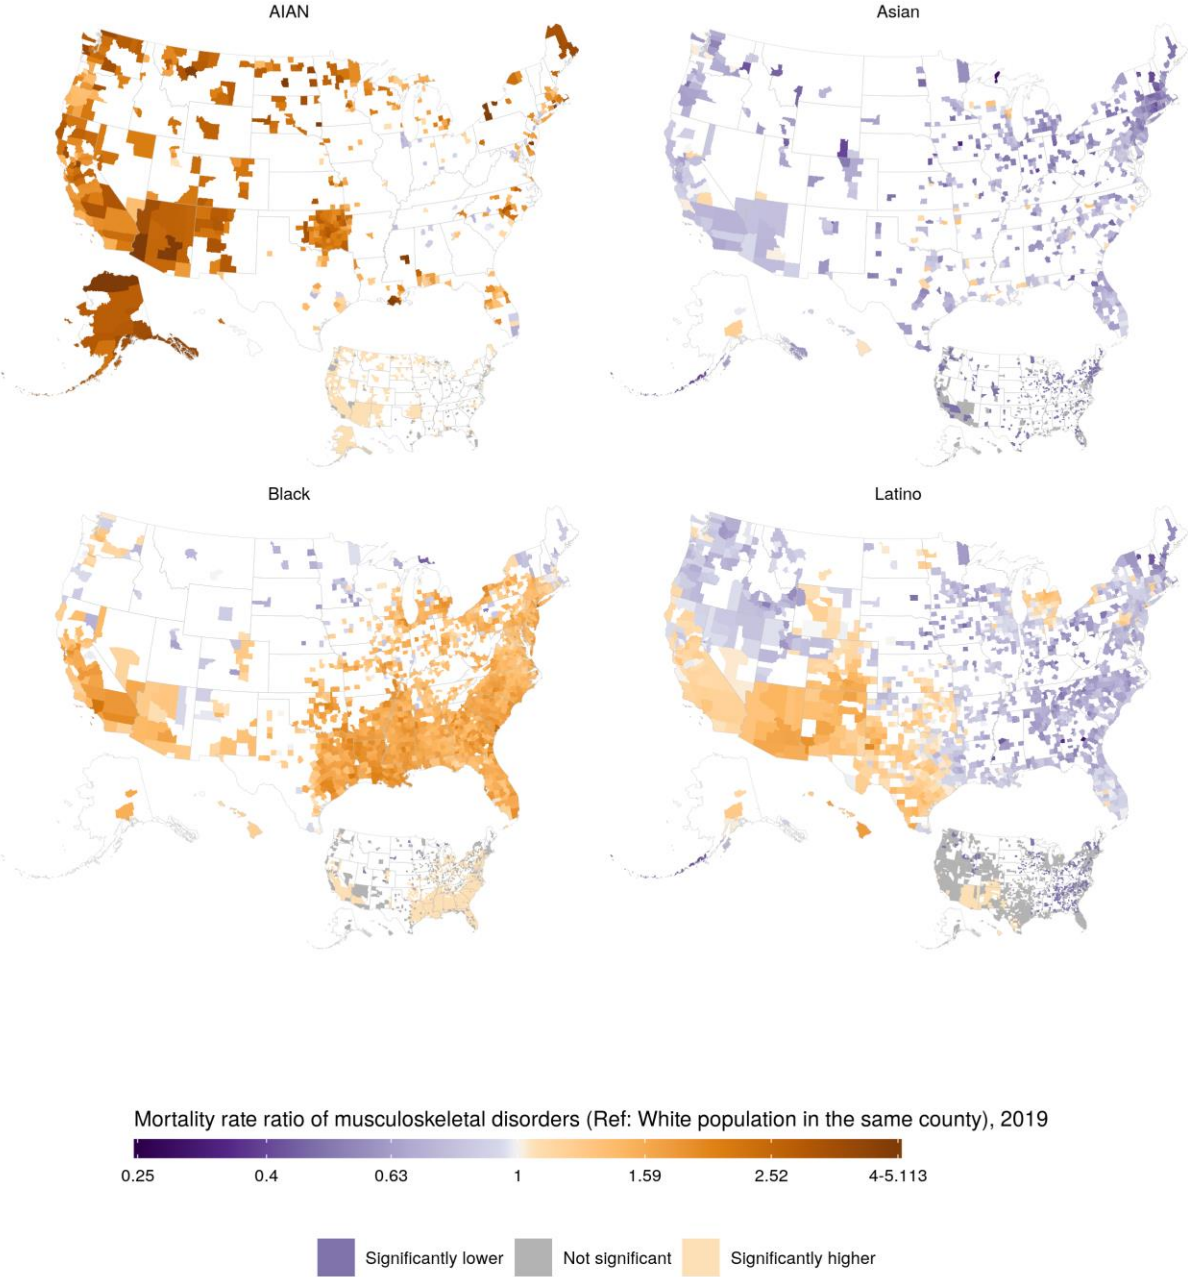 AIAN
Asian
Black
Latino
Mortality rate ratio of musculoskeletal disorders (Ref: White population in the same county), 2019
0.25 0.4 0.63 1 1.59 2.52 4-5.113
Significantly lower Not significant Significantly higher